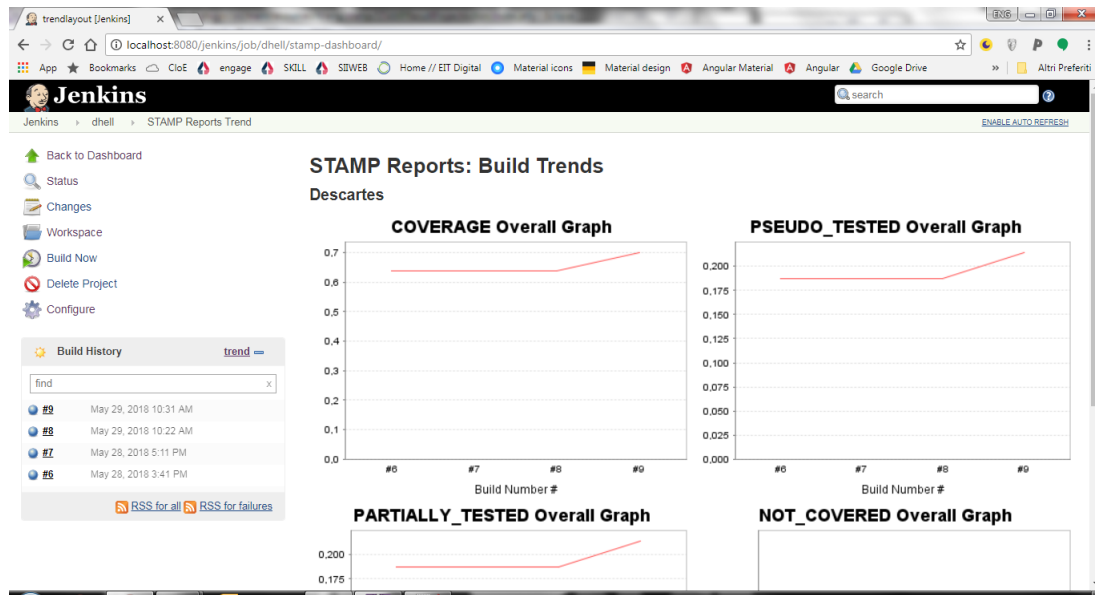 trendlayout [Jenkins] ×
ENG
localhost:8080/jenkins/job/dhell/stamp-dashboard/
App Bookmarks CloE engage SKILL SIIWEB Home // EIT Digital Material icons Material design Angular Material Angular Google Drive » Altri Preferiti
Jenkins
search
Jenkins dhell STAMP Reports Trend
ENABLE AUTO REFRESH
Back to Dashboard
Status
Changes
Workspace
Build Now
Delete Project
Configure
Build History trend
find x
#9 May 29, 2018 10:31 AM
#8 May 29, 2018 10:22 AM
#7 May 28, 2018 5:11 PM
#6 May 28, 2018 3:41 PM
RSS for all RSS for failures
STAMP Reports: Build Trends
Descartes
COVERAGE Overall Graph
0,7
0,6
0,5
0,4
0,3
0,2
0,1
0,0
#6 #7 #8 #9
Build Number #
PSEUDO_TESTED Overall Graph
0,200
0,175
0,150
0,125
0,100
0,075
0,050
0,025
0,000
#6 #7 #8 #9
Build Number #
PARTIALLY_TESTED Overall Graph
0,200
0,175
NOT_COVERED Overall Graph